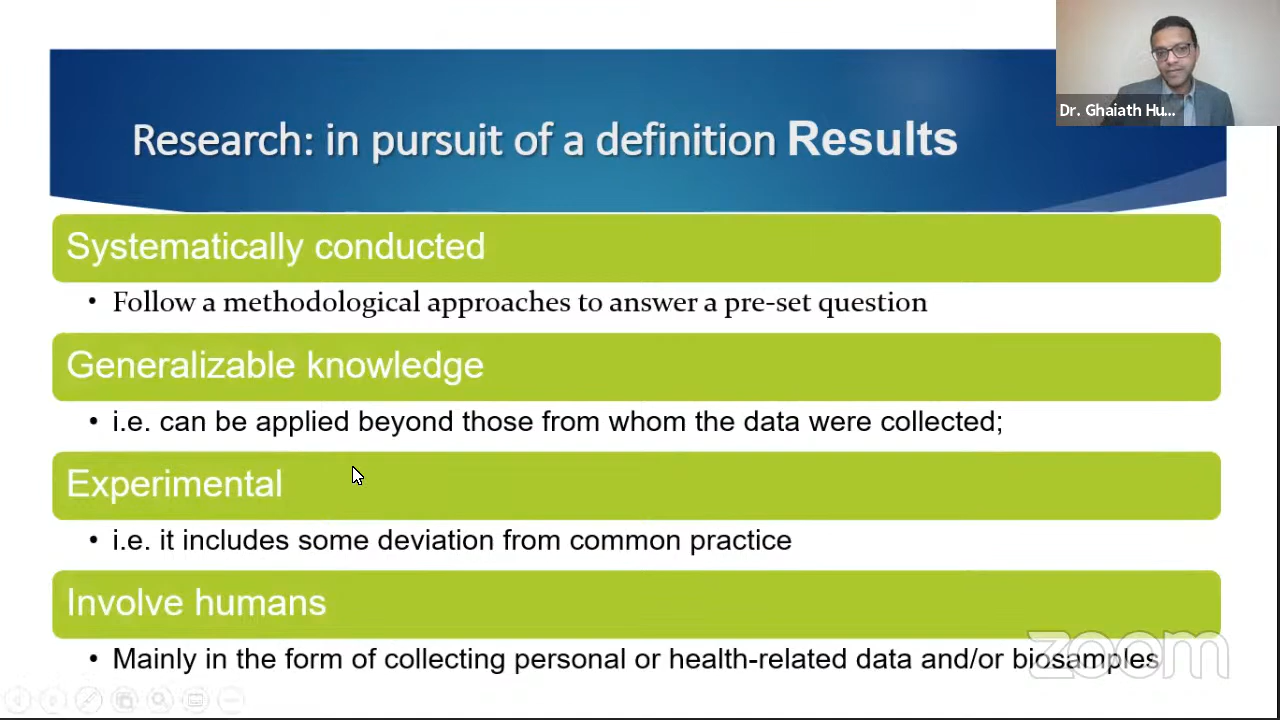 Dr. Ghaiath Hu...
Research: in pursuit of a definition Results
Systematically conducted
• Follow a methodological approaches to answer a pre-set question
Generalizable knowledge
• i.e. can be applied beyond those from whom the data were collected;
Experimental
• i.e. it includes some deviation from common practice
Involve humans
• Mainly in the form of collecting personal or health-related data and/or biosamples
zoom